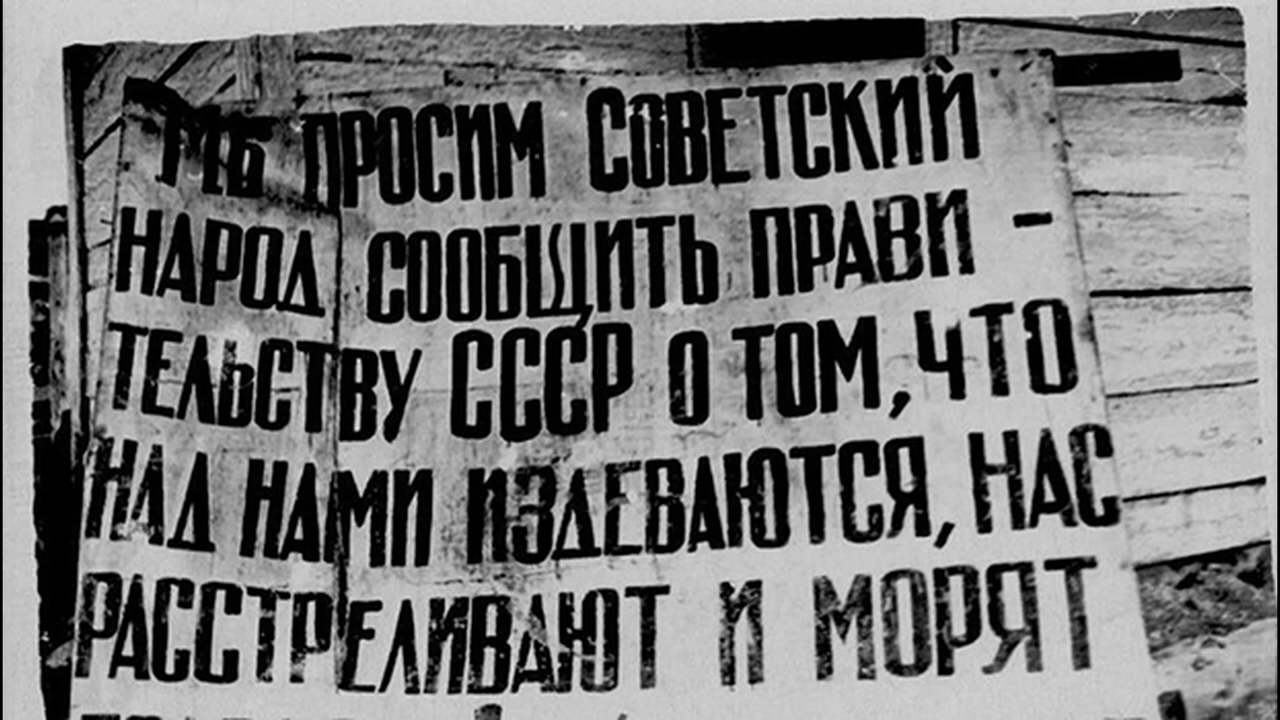 МЫ ПРОСИМ СОВЕТСКИЙ
НАРОД СООБЩИТЬ ПРАВИ-
ТЕЛЬСТВУ СССР О ТОМ, ЧТО
НАД НАМИ ИЗДЕВАЮТСЯ, НАС
РАССТРЕЛИВАЮТ И МОРЯТ